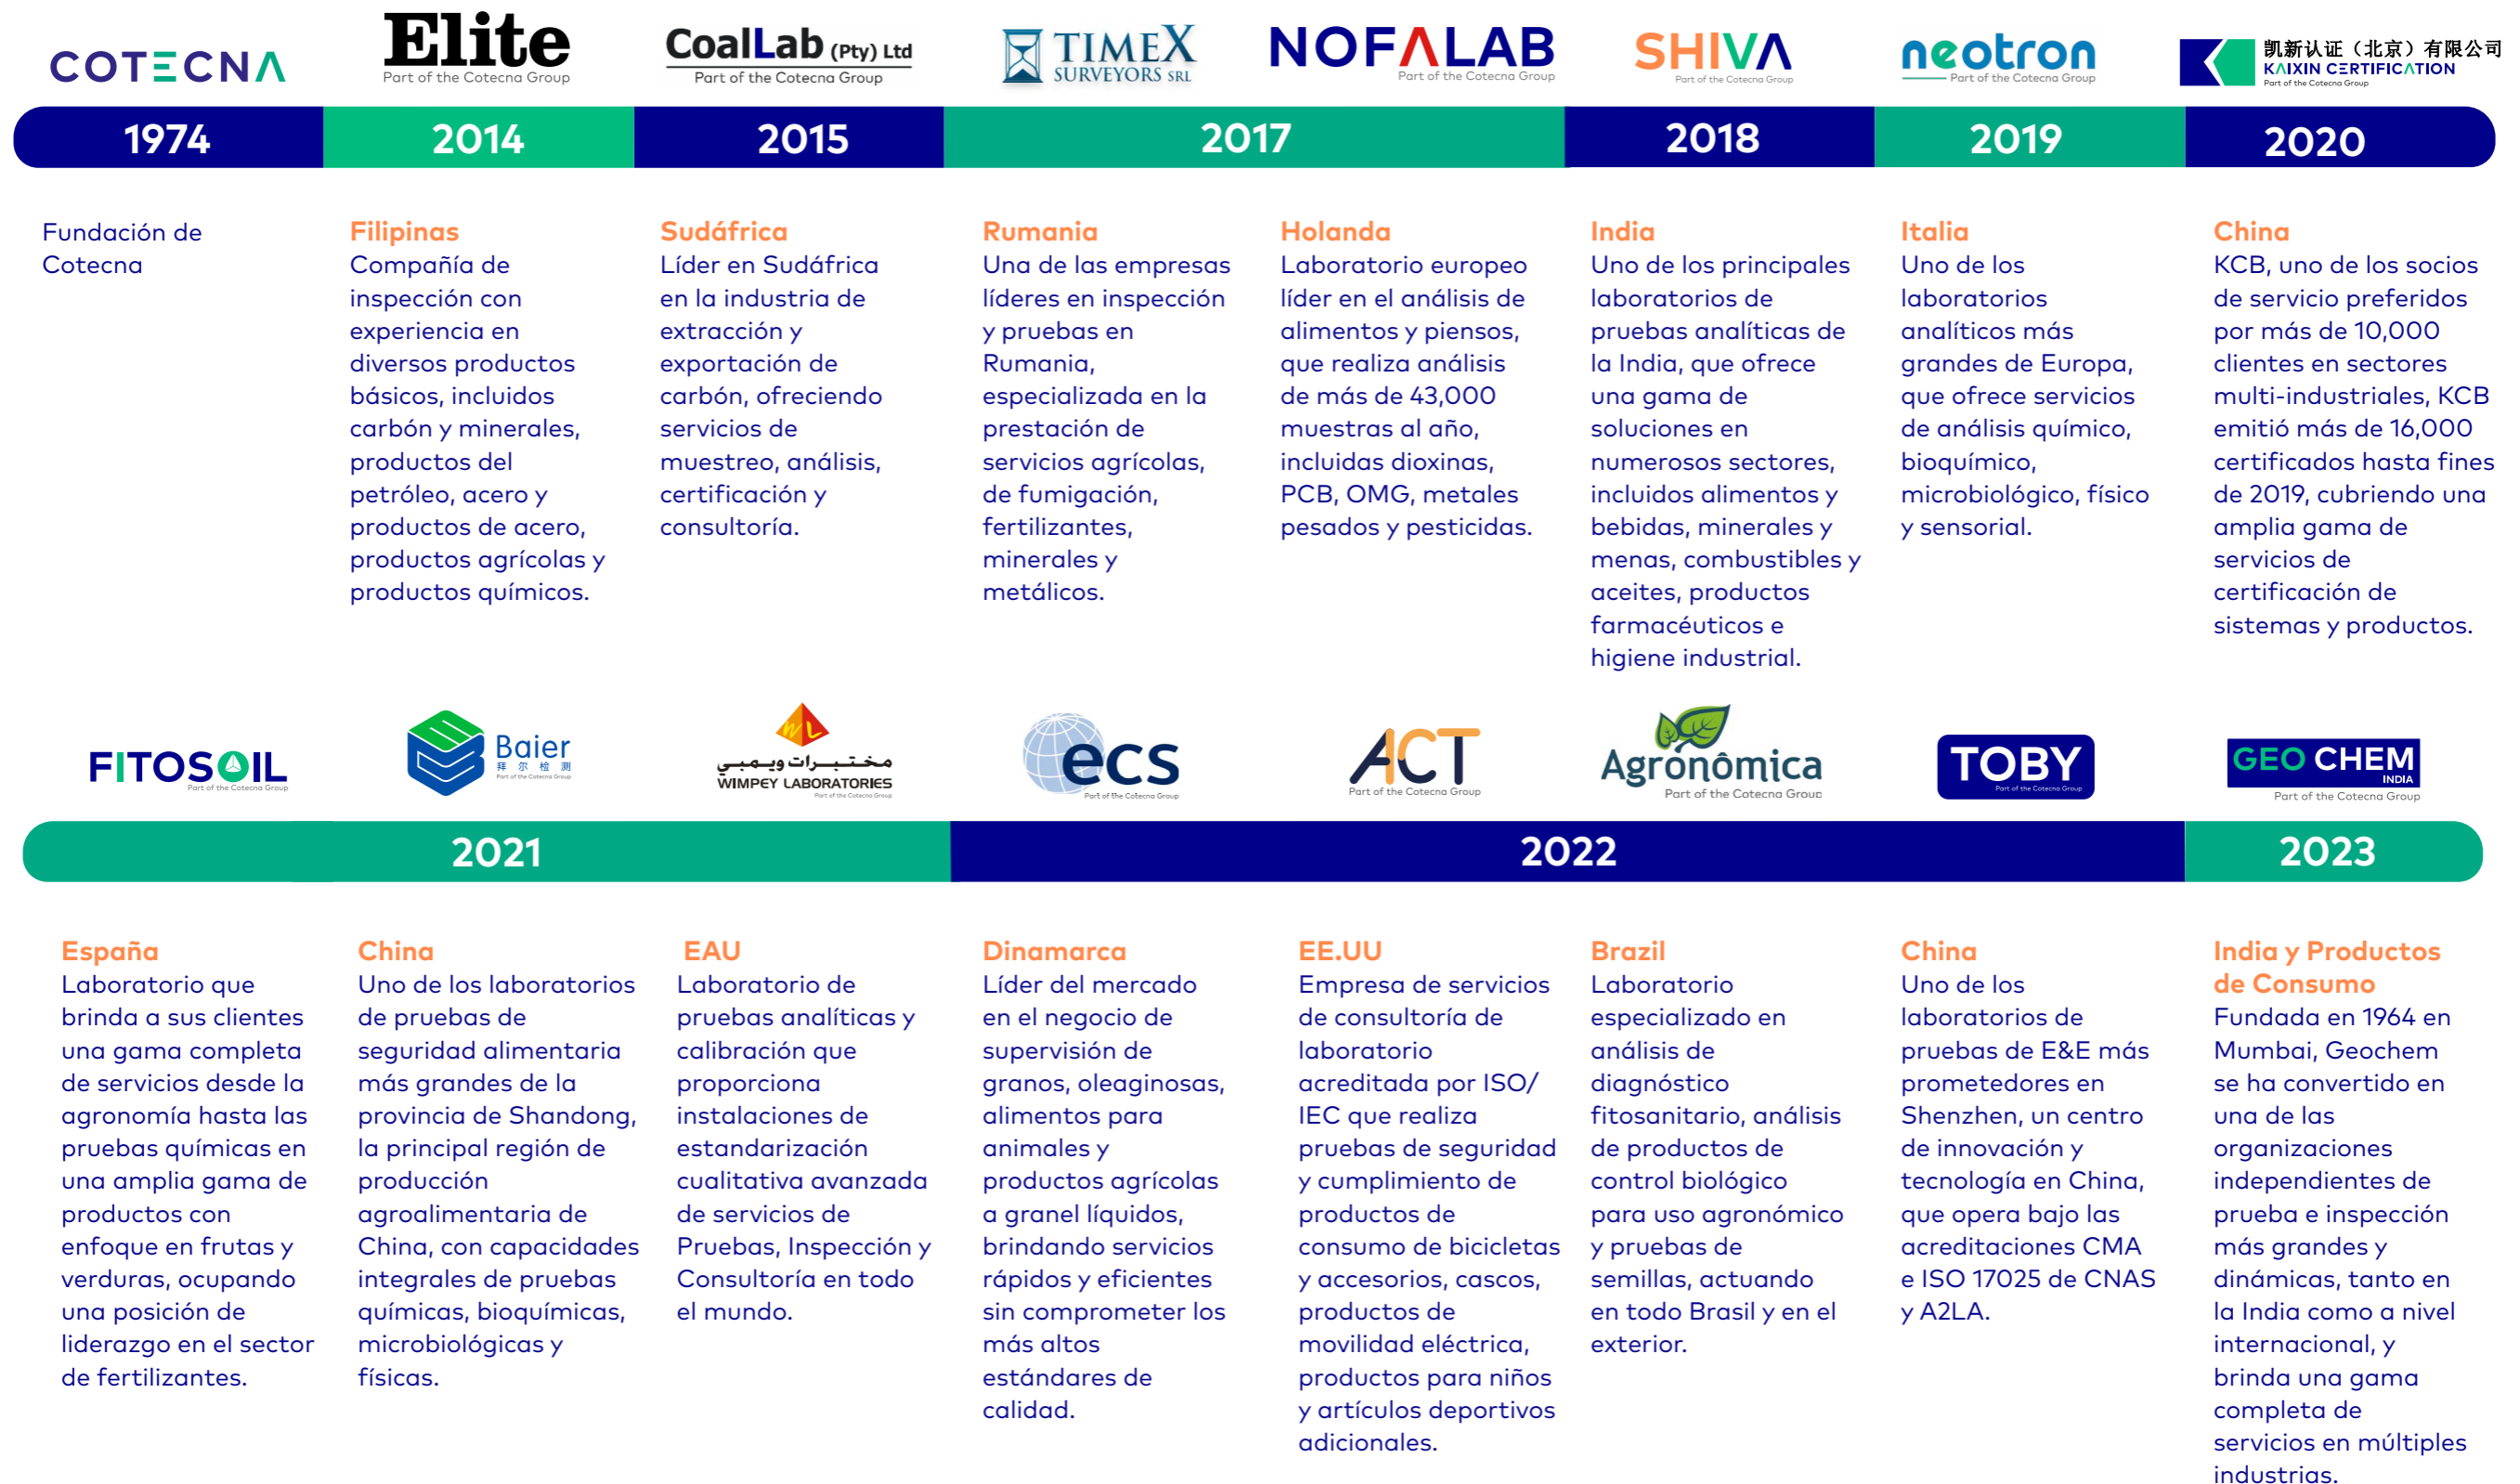 COTECNA
Elite
Part of the Cotecna Group
CoalLab (Pty) Ltd
Part of the Cotecna Group
TIMEX
SURVEYORS SRL
NOFALAB
Part of the Cotecna Group
SHIVA
Part of the Cotecna Group
neotron
Part of the Cotecna Group
凯新认证（北京）有限公司
KAIXIN CERTIFICATION
Part of the Cotecna Group
1974
2014
2015
2017
2018
2019
2020
Fundación de
Cotecna
Filipinas
Compañía de
inspección con
experiencia en
diversos productos
básicos, incluidos
carbón y minerales,
productos del
petróleo, acero y
productos de acero,
productos agrícolas y
productos químicos.
Sudáfrica
Líder en Sudáfrica
en la industria de
extracción y
exportación de
carbón, ofreciendo
servicios de
muestreo, análisis,
certificación y
consultoría.
Rumania
Una de las empresas
líderes en inspección
y pruebas en
Rumania,
especializada en la
prestación de
servicios agrícolas,
de fumigación,
fertilizantes,
minerales y
metálicos.
Holanda
Laboratorio europeo
líder en el análisis de
alimentos y piensos,
que realiza análisis
de más de 43,000
muestras al año,
incluidas dioxinas,
PCB, OMG, metales
pesados y pesticidas.
India
Uno de los principales
laboratorios de
pruebas analíticas de
la India, que ofrece
una gama de
soluciones en
numerosos sectores,
incluidos alimentos y
bebidas, minerales y
menas, combustibles y
aceites, productos
farmacéuticos e
higiene industrial.
Italia
Uno de los
laboratorios
analíticos más
grandes de Europa,
que ofrece servicios
de análisis químico,
bioquímico,
microbiológico, físico
y sensorial.
China
KCB, uno de los socios
de servicio preferidos
por más de 10,000
clientes en sectores
multi-industriales, KCB
emitió más de 16,000
certificados hasta fines
de 2019, cubriendo una
amplia gama de
servicios de
certificación de
sistemas y productos.
FITOSOIL
Part of the Cotecna Group
Baier
拜尔检测
Part of the Cotecna Group
WL
مختبرات ويمبي
WIMPEY LABORATORIES
Part of the Cotecna Group
ecs
Part of the Cotecna Group
ACT
Part of the Cotecna Group
Agronômica
Part of the Cotecna Group
TOBY
Part of the Cotecna Group
GEO CHEM
INDIA
Part of the Cotecna Group
2021
2022
2023
España
Laboratorio que
brinda a sus clientes
una gama completa
de servicios desde la
agronomía hasta las
pruebas químicas en
una amplia gama de
productos con
enfoque en frutas y
verduras, ocupando
una posición de
liderazgo en el sector
de fertilizantes.
China
Uno de los laboratorios
de pruebas de
seguridad alimentaria
más grandes de la
provincia de Shandong,
la principal región de
producción
agroalimentaria de
China, con capacidades
integrales de pruebas
químicas, bioquímicas,
microbiológicas y
físicas.
EAU
Laboratorio de
pruebas analíticas y
calibración que
proporciona
instalaciones de
estandarización
cualitativa avanzada
de servicios de
Pruebas, Inspección y
Consultoría en todo
el mundo.
Dinamarca
Líder del mercado
en el negocio de
supervisión de
granos, oleaginosas,
alimentos para
animales y
productos agrícolas
a granel líquidos,
brindando servicios
rápidos y eficientes
sin comprometer los
más altos
estándares de
calidad.
EE.UU
Empresa de servicios
de consultoría de
laboratorio
acreditada por ISO/
IEC que realiza
pruebas de seguridad
y cumplimiento de
productos de
consumo de bicicletas
y accesorios, cascos,
productos de
movilidad eléctrica,
productos para niños
y artículos deportivos
adicionales.
Brazil
Laboratorio
especializado en
análisis de
diagnóstico
fitosanitario, análisis
de productos de
control biológico
para uso agronómico
y pruebas de
semillas, actuando
en todo Brasil y en el
exterior.
China
Uno de los
laboratorios de
pruebas de E&E más
prometedores en
Shenzhen, un centro
de innovación y
tecnología en China,
que opera bajo las
acreditaciones CMA
e ISO 17025 de CNAS
y A2LA.
India y Productos
de Consumo
Fundada en 1964 en
Mumbai, Geochem
se ha convertido en
una de las
organizaciones
independientes de
prueba e inspección
más grandes y
dinámicas, tanto en
la India como a nivel
internacional, y
brinda una gama
completa de
servicios en múltiples
industrias.